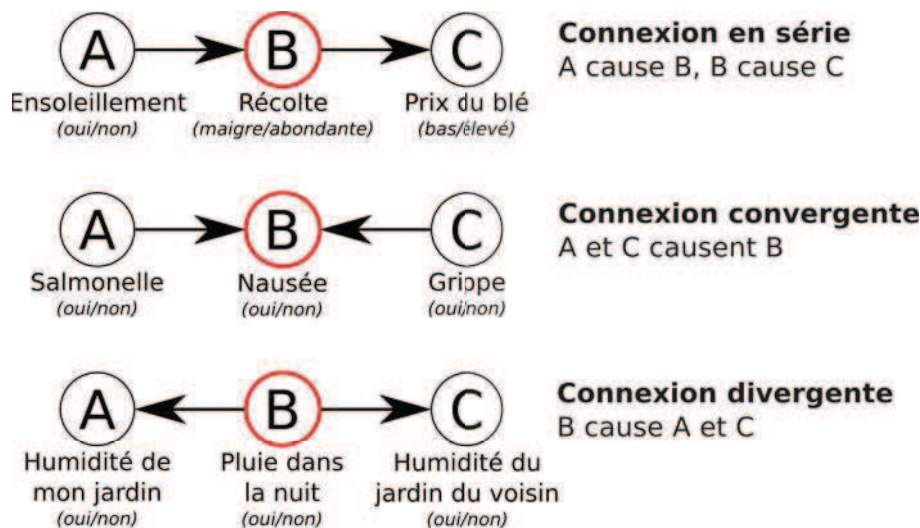 A B C Connexion en série
A cause B, B cause C
Ensoleillement Récolte Prix du blé
(oui/non) (maigre/abondante) (bas/élevé)
A B C Connexion convergente
A et C causent B
Salmonelle Nausée Grippe
(oui/non) (oui/non) (oui/non)
A B C Connexion divergente
B cause A et C
Humidité de Pluie dans Humidité du
mon jardin la nuit jardin du voisin
(oui/non) (oui/non) (oui/non)